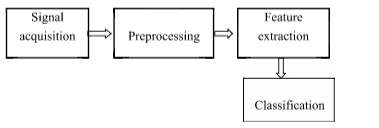 Signal
acquisition
Preprocessing
Feature
extraction
Classification